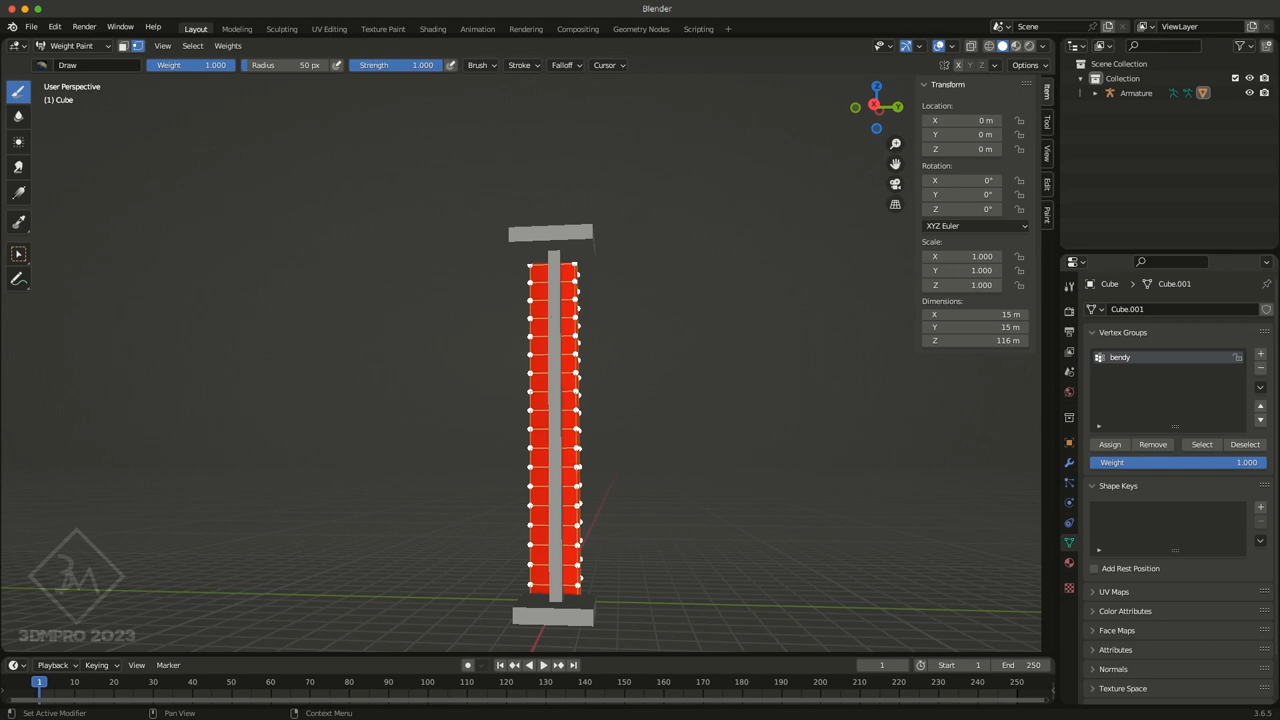 Blender
File Edit Render Window Help
Layout Modeling Sculpting UV Editing Texture Paint Shading Animation Rendering Compositing Geometry Nodes Scripting +
Scene
ViewLayer
Weight Paint View Select Weights
Draw Weight 1.000 Radius 50 px Strength 1.000 Brush Stroke Falloff Cursor
X Y Z Options
User Perspective
(1) Cube
Z
Y
X
Transform
Location:
X 0 m
Y 0 m
Z 0 m
Rotation:
X 0°
Y 0°
Z 0°
XYZ Euler
Scale:
X 1.000
Y 1.000
Z 1.000
Dimensions:
X 15 m
Y 15 m
Z 116 m
Item
Tool
View
Edit
Paint
Scene Collection
Collection
Armature
Cube Cube.001
Cube.001
Vertex Groups
bendy
Assign Remove Select Deselect
Weight 1.000
Shape Keys
Add Rest Position
UV Maps
Color Attributes
Face Maps
Attributes
Normals
Texture Space
3M
3DMPRO 2023
Playback Keying View Marker
1 Start 1 End 250
1 10 20 30 40 50 60 70 80 90 100 110 120 130 140 150 160 170 180 190 200 210 220 230 240 250
Set Active Modifier Pan View Context Menu 3.6.5